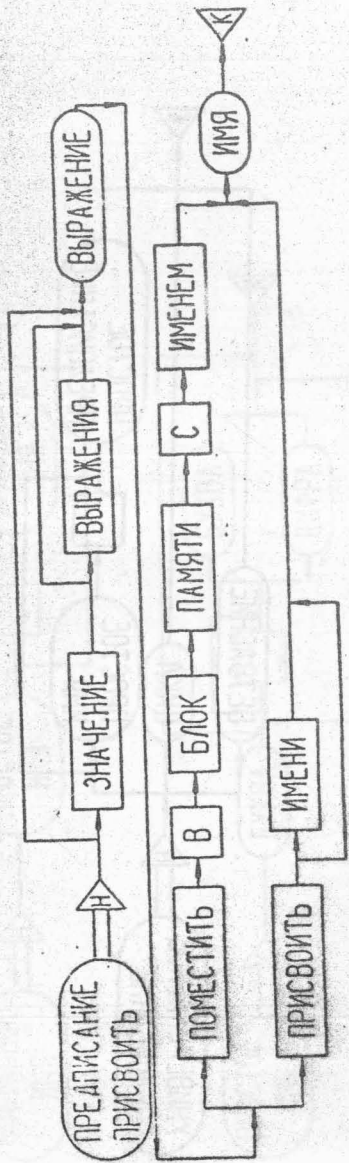 ПРЕДПИСАНИЕ
ПРИСВОИТЬ
Н
ЗНАЧЕНИЕ
ВЫРАЖЕНИЯ
ВЫРАЖЕНИЕ
ПОМЕСТИТЬ
В
БЛОК
ПАМЯТИ
С
ИМЕНЕМ
ПРИСВОИТЬ
ИМЕНИ
ИМЯ
К